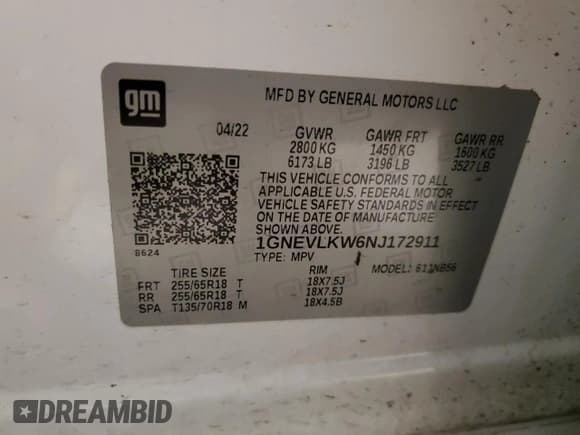 gm
MFD BY GENERAL MOTORS LLC
04/22 GVWR GAWR FRT GAWR RR
2800 KG 1450 KG 1600 KG
6173 LB 3196 LB 3527 LB
THIS VEHICLE CONFORMS TO ALL
APPLICABLE U.S. FEDERAL MOTOR
VEHICLE SAFETY STANDARDS IN EFFECT
ON THE DATE OF MANUFACTURE
SHOWN ABOVE.
8624
1GNEVLKW6NJ172911
TYPE: MPV MODEL: 611NB56
TIRE SIZE RIM
FRT 255/65R18 T 18X7.5J
RR 255/65R18 T 18X7.5J
SPA T135/70R18 M 18X4.5B
DREAMBID